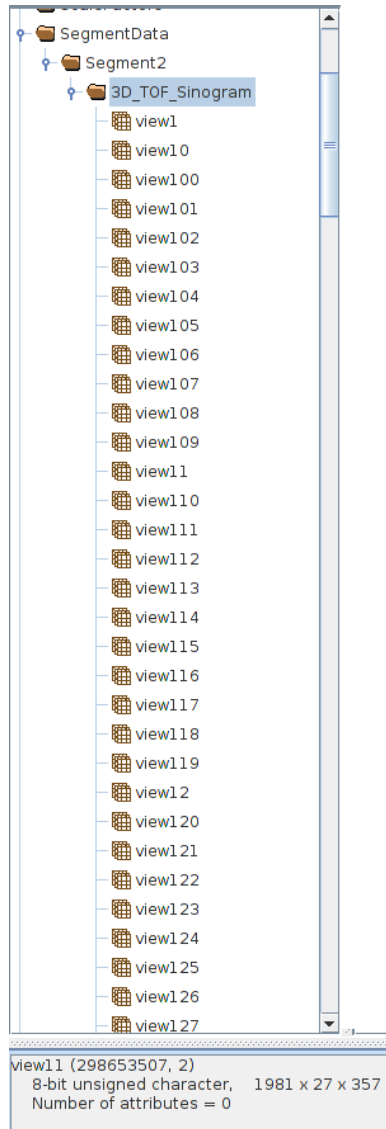 SegmentData
Segment2
3D_TOF_Sinogram
view1
view10
view100
view101
view102
view103
view104
view105
view106
view107
view108
view109
view11
view110
view111
view112
view113
view114
view115
view116
view117
view118
view119
view12
view120
view121
view122
view123
view124
view125
view126
view127
view11 (298653507, 2)
8-bit unsigned character, 1981 x 27 x 357
Number of attributes = 0